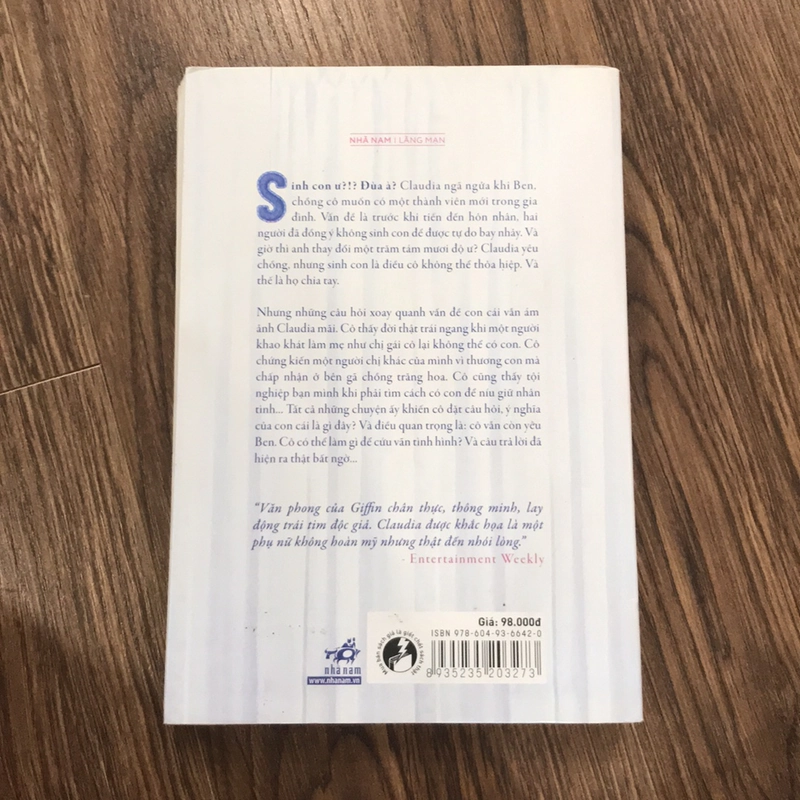 NHÃ NAM | LÃNG MẠN
Sinh con ư?!? Đùa à? Claudia ngã ngửa khi Ben,
chồng cô muốn có một thành viên mới trong gia
đình. Vấn đề là trước khi tiến đến hôn nhân, hai
người đã đồng ý không sinh con để được tự do bay nhảy. Và
giờ thì anh thay đổi một trăm tám mươi độ ư? Claudia yêu
chồng, nhưng sinh con là điều cô không thể thỏa hiệp. Và
thế là họ chia tay.
Nhưng những câu hỏi xoay quanh vấn đề con cái vẫn ám
ảnh Claudia mãi. Cô thấy đời thật trái ngang khi một người
khao khát làm mẹ như chị gái cô lại không thể có con. Cô
chứng kiến một người chị khác của mình vì thương con mà
chấp nhận ở bên gã chồng trăng hoa. Cô cũng thấy tội
nghiệp bạn mình khi phải tìm cách có con để níu giữ nhân
tình... Tất cả những chuyện ấy khiến cô đặt câu hỏi, ý nghĩa
của con cái là gì đây? Và điều quan trọng là: cô vẫn còn yêu
Ben. Cô có thể làm gì để cứu vãn tình hình? Và câu trả lời đã
hiện ra thật bất ngờ...
“Văn phong của Giffin chân thực, thông minh, lay
động trái tim độc giả. Claudia được khắc họa là một
phụ nữ không hoàn mỹ nhưng thật đến nhói lòng.”
- Entertainment Weekly
nhã nam
www.nhanam.vn
Mua bán sách giả là giết chết sách thật
Giá: 98.000đ
ISBN 978-604-93-6642-0
8935235203273